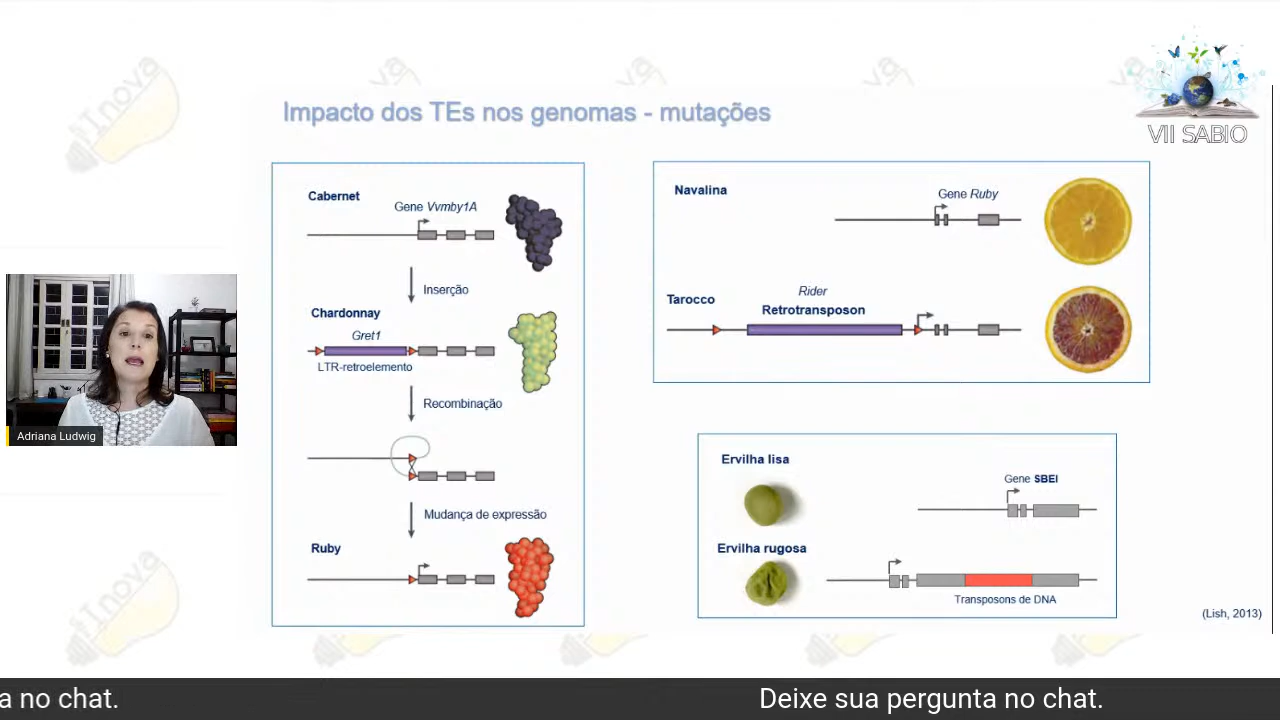 Impacto dos TEs nos genomas - mutações
VII SABIO
Cabernet
Gene Vvmby1A
Inserção
Chardonnay
Gret1
LTR-retroelemento
Recombinação
Mudança de expressão
Ruby
Navalina
Gene Ruby
Tarocco
Rider
Retrotransposon
Ervilha lisa
Gene SBEI
Ervilha rugosa
Transposons de DNA
(Lish, 2013)
Adriana Ludwig
a no chat.
Deixe sua pergunta no chat.